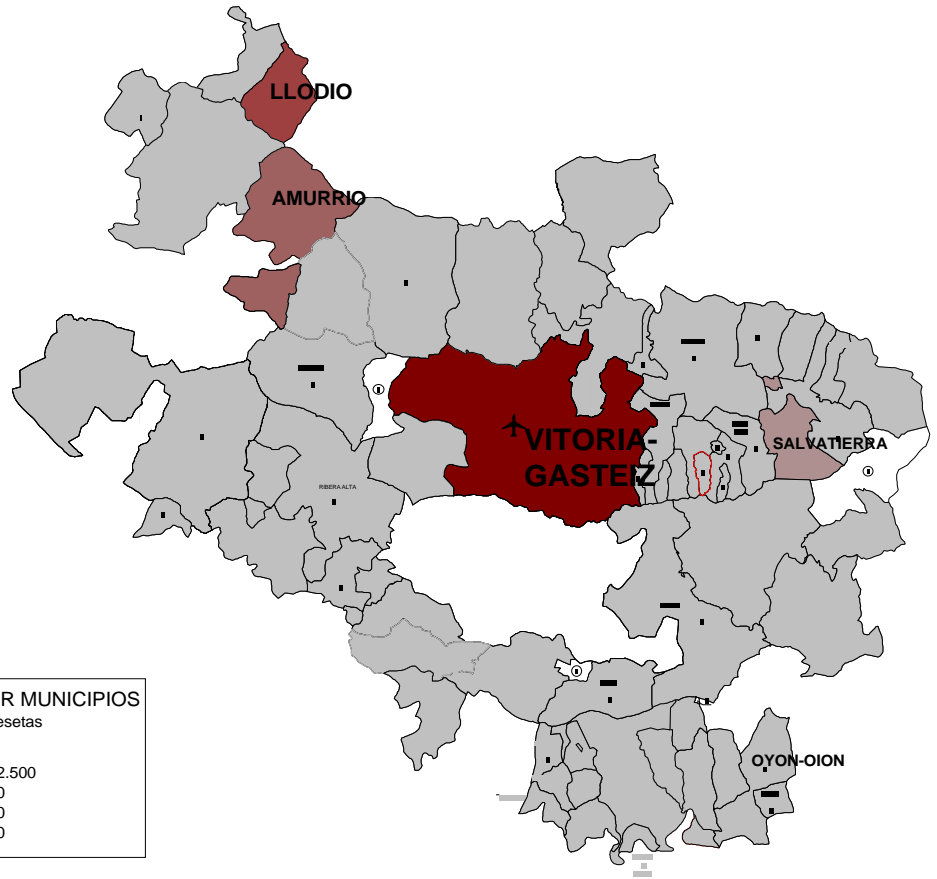 LLODIO
AMURRIO
VITORIA-
GASTEIZ
SALVATIERRA
RIBERA ALTA
OYON-OION
R MUNICIPIOS
esetas
2.500
0
0
0